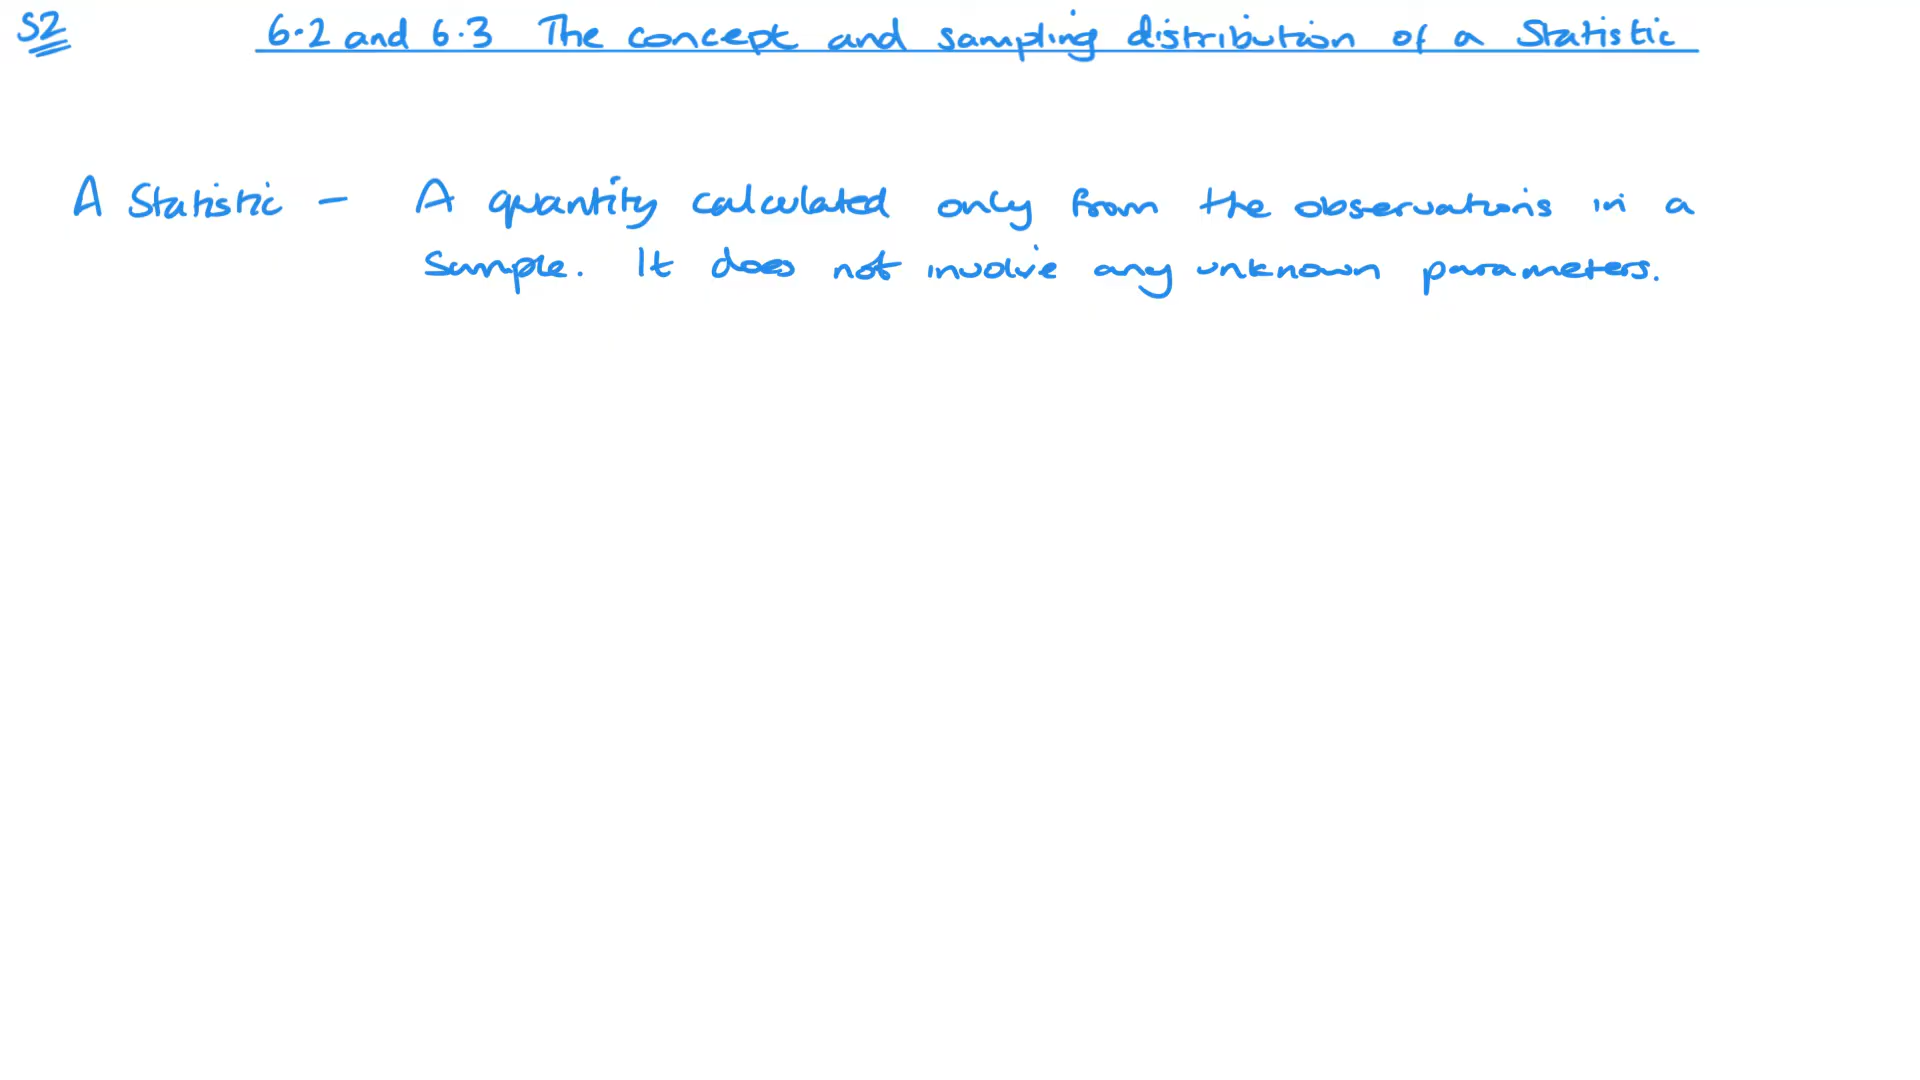 S2
6.2 and 6.3 The concept and sampling distribution of a Statistic
A Statistic - A quantity calculated only from the observations in a
sample. It does not involve any unknown parameters.